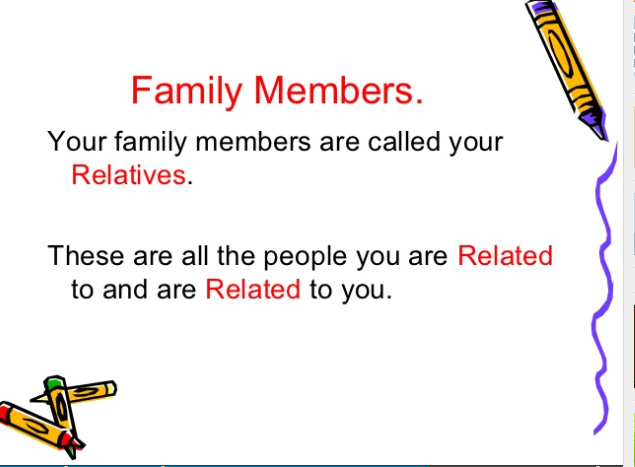 Family Members.
Your family members are called your
Relatives.
These are all the people you are Related
to and are Related to you.